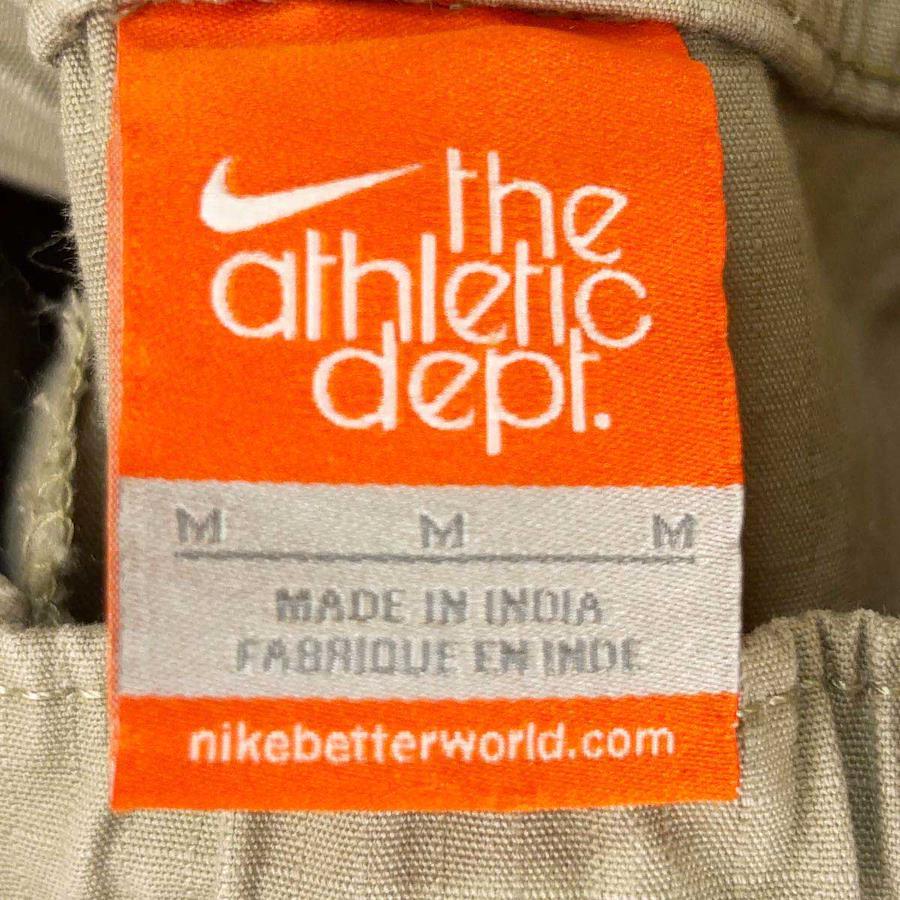 the
athletic
dept.
M M M
MADE IN INDIA
FABRIQUE EN INDE
nikebetterworld.com